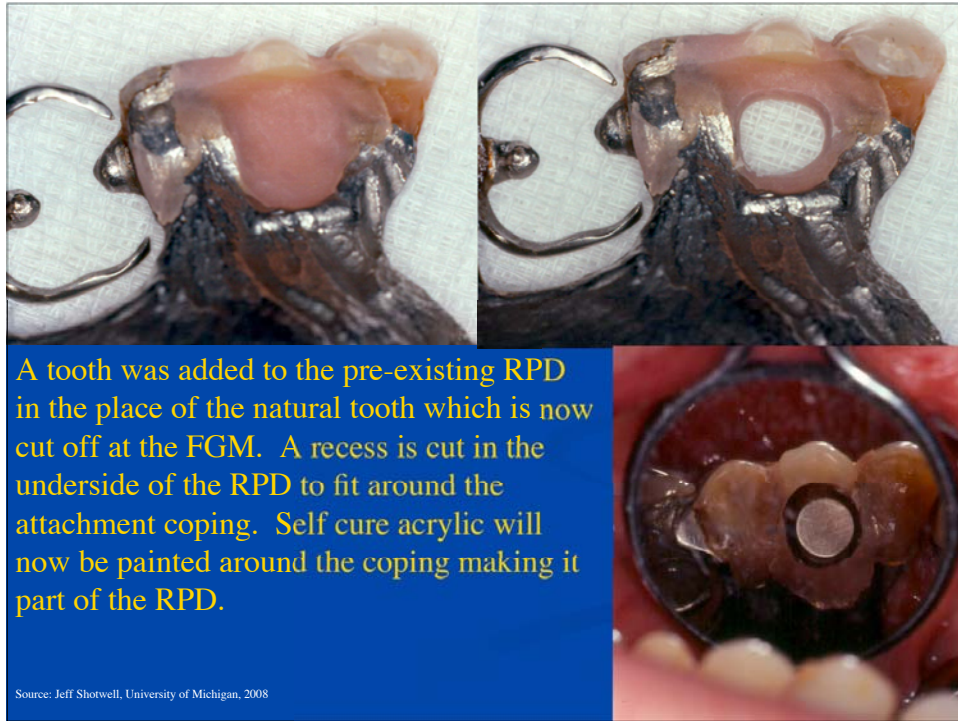 A tooth was added to the pre-existing RPD
in the place of the natural tooth which is now
cut off at the FGM.  A recess is cut in the
underside of the RPD to fit around the
attachment coping.  Self cure acrylic will
now be painted around the coping making it
part of the RPD.
Source: Jeff Shotwell, University of Michigan, 2008